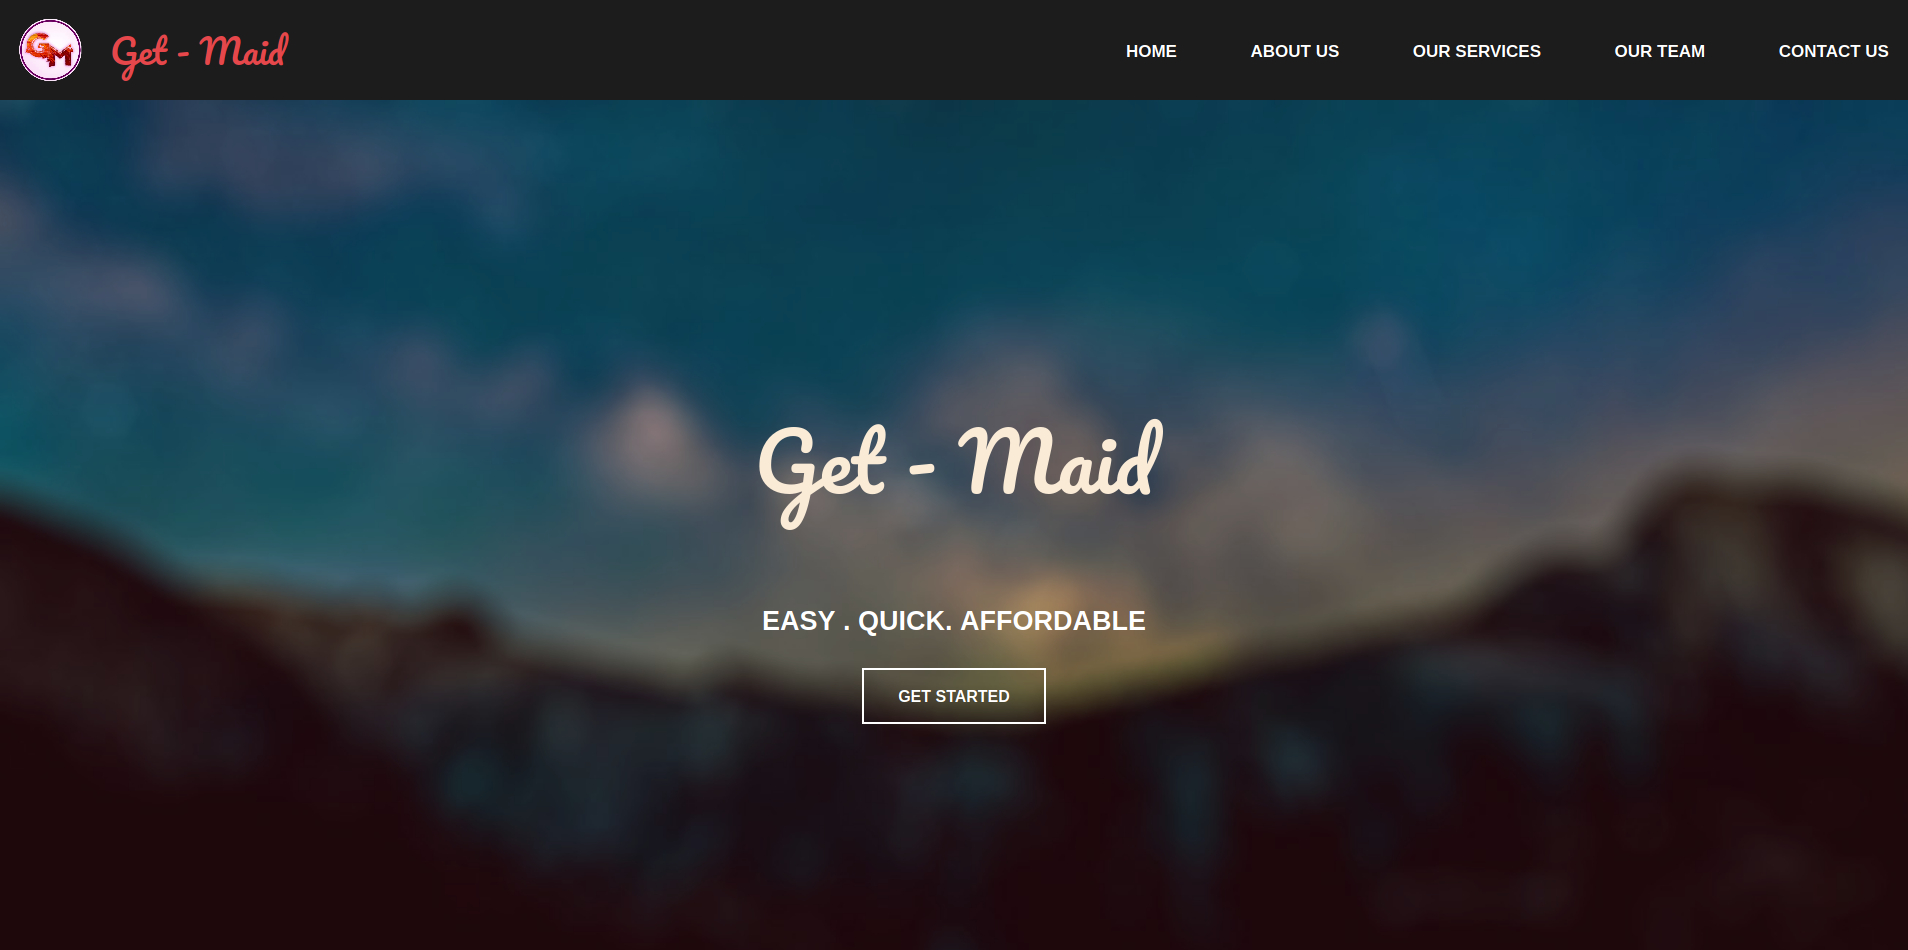 GM
Get - Maid
HOME ABOUT US OUR SERVICES OUR TEAM CONTACT US
Get - Maid
EASY . QUICK. AFFORDABLE
GET STARTED